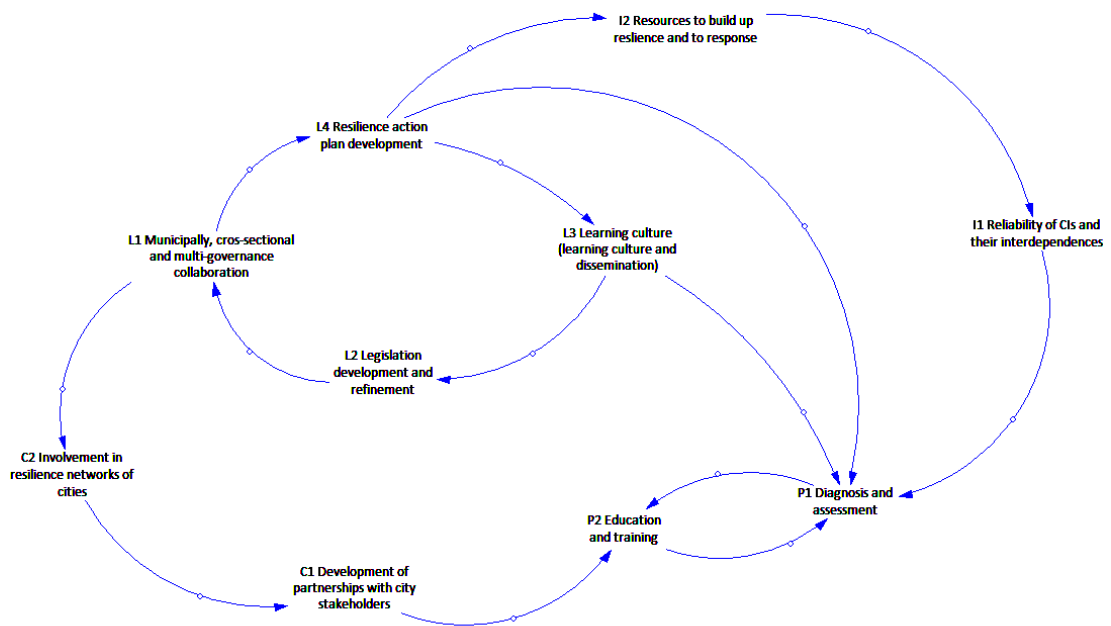 I2 Resources to build up
reslience and to response
L4 Resilience action
plan development
L1 Municipally, cros-sectional
and multi-governance
collaboration
L3 Learning culture
(learning culture and
dissemination)
I1 Reliability of CIs and
their interdependences
L2 Legislation
development and
refinement
C2 Involvement in
resilience networks of
cities
P1 Diagnosis and
assessment
P2 Education
and training
C1 Development of
partnerships with city
stakeholders